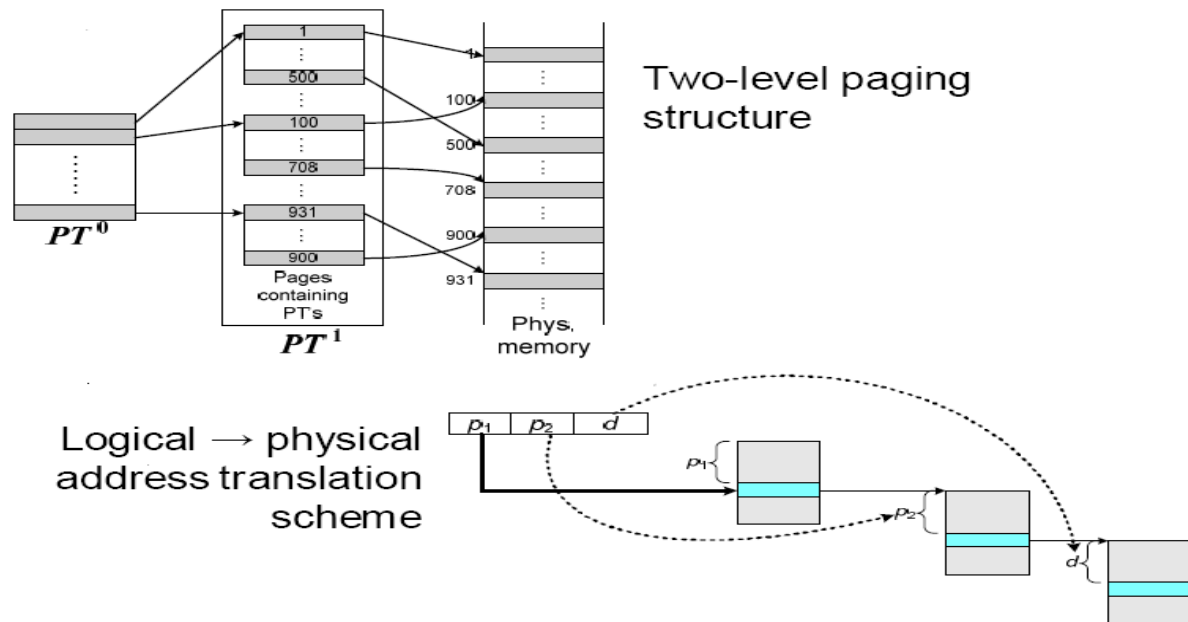 Two-level paging
structure
PT⁰
1
⋮
500
⋮
100
⋮
708
⋮
931
⋮
900
Pages
containing
PT's
PT¹
1
⋮
100
⋮
500
⋮
708
⋮
900
⋮
931
⋮
Phys.
memory
Logical → physical
address translation
scheme
p₁ p₂ d
p₁
p₂
d